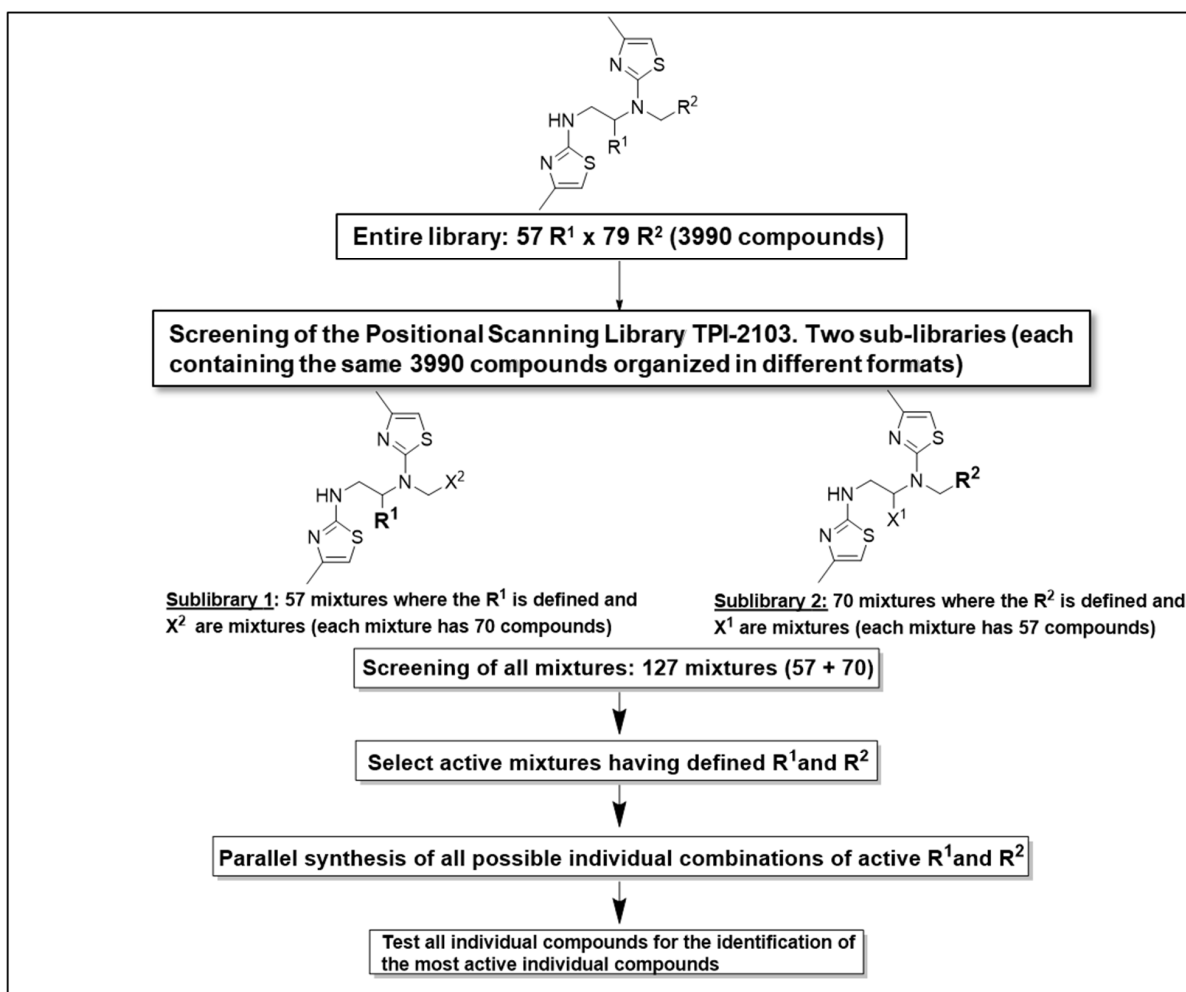 N
S
N
R²
HN
R¹
N
S
Entire library: 57 R¹ x 79 R² (3990 compounds)
Screening of the Positional Scanning Library TPI-2103. Two sub-libraries (each
containing the same 3990 compounds organized in different formats)
N
S
N
X²
HN
R¹
N
S
Sublibrary 1: 57 mixtures where the R¹ is defined and
X² are mixtures (each mixture has 70 compounds)
N
S
N
R²
HN
X¹
N
S
Sublibrary 2: 70 mixtures where the R² is defined and
X¹ are mixtures (each mixture has 57 compounds)
Screening of all mixtures: 127 mixtures (57 + 70)
Select active mixtures having defined R¹and R²
Parallel synthesis of all possible individual combinations of active R¹and R²
Test all individual compounds for the identification of
the most active individual compounds